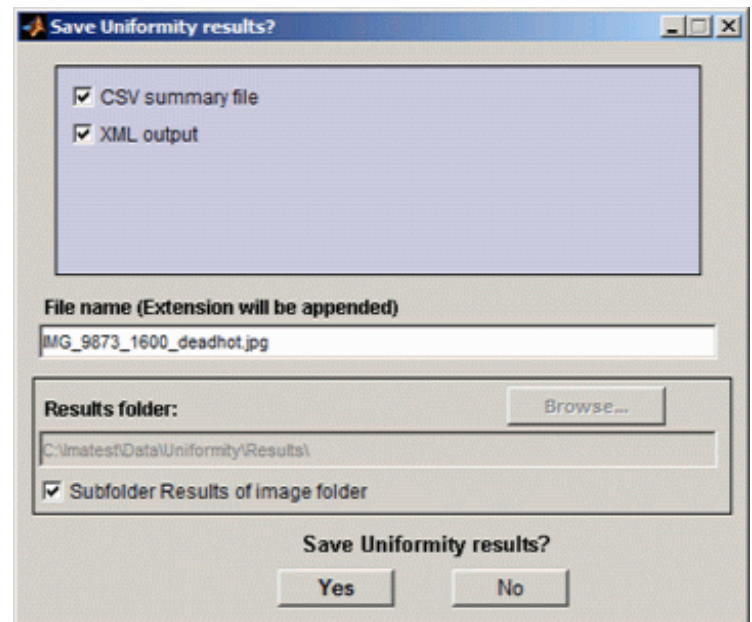 Save Uniformity results?
CSV summary file
XML output
File name (Extension will be appended)
IMG_9873_1600_deadhot.jpg
Results folder:
Browse...
C:\Imatest\Data\Uniformity\Results\
Subfolder Results of image folder
Save Uniformity results?
Yes No